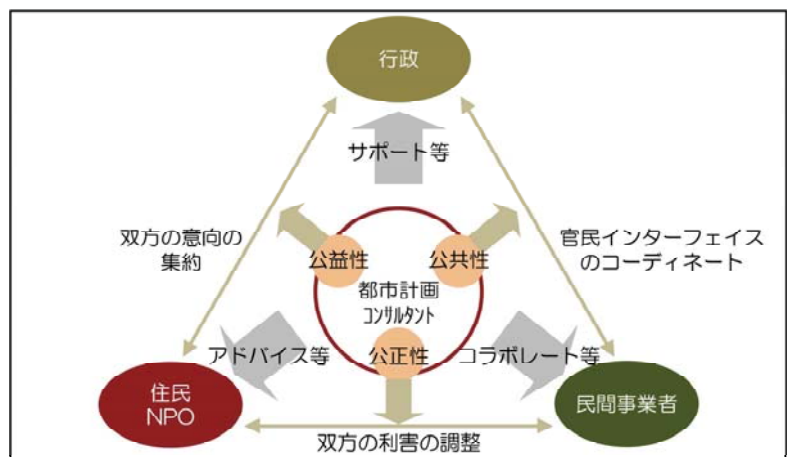 行政
サポート等
双方の意向の
集約
官民インターフェイス
のコーディネート
公益性
公共性
都市計画
ｺﾝｻﾙﾀﾝﾄ
アドバイス等
公正性
コラボレート等
住民
NPO
民間事業者
双方の利害の調整